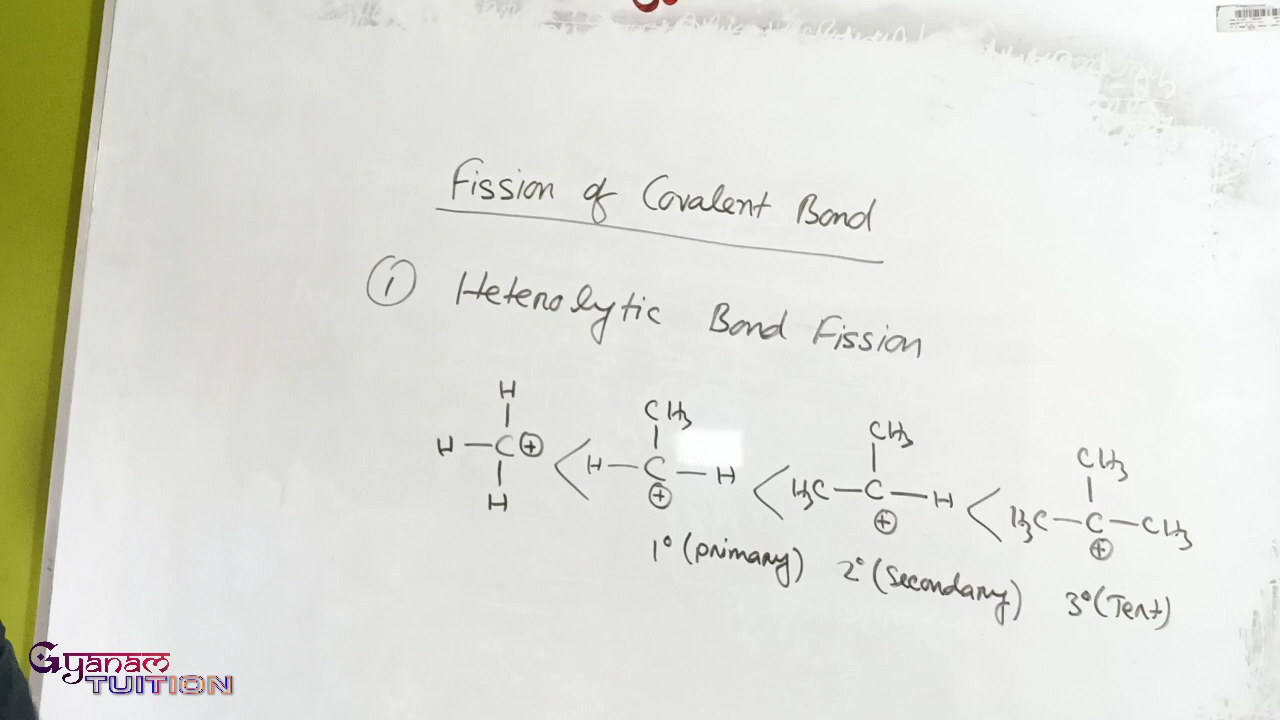 Fission of Covalent Bond
① Heterolytic Bond Fission
H CH₃ CH₃ CH₃
H—C⊕ < H—C—H < H₃C—C—H < H₃C—C—CH₃
H ⊕ ⊕ ⊕
1° (primary) 2° (Secondary) 3° (Tert)
Gyanam
TUITION